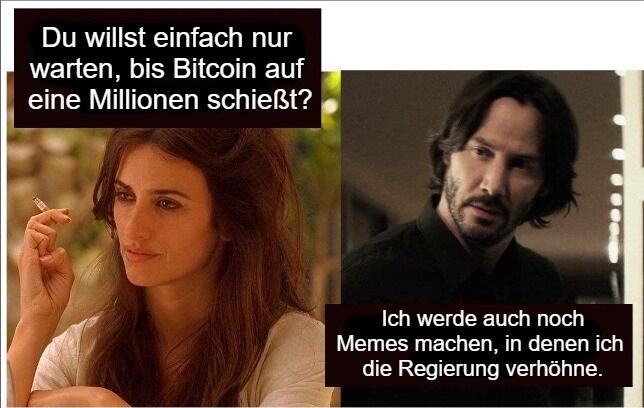 Du willst einfach nur
warten, bis Bitcoin auf
eine Millionen schießt?
Ich werde auch noch
Memes machen, in denen ich
die Regierung verhöhne.